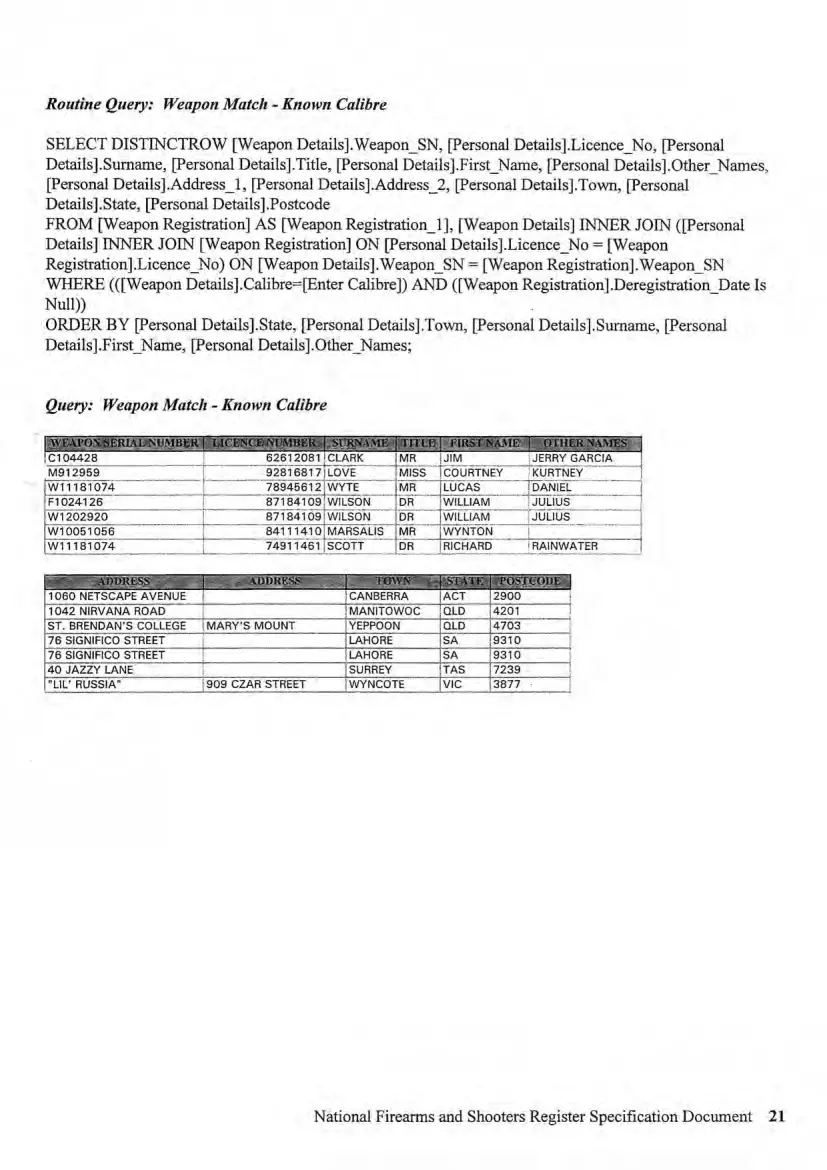 Routine Query: Weapon Match - Known Calibre
SELECT DISTINCTROW [Weapon Details].Weapon_SN, [Personal Details].Licence_No, [Personal
Details].Surname, [Personal Details].Title, [Personal Details].First_Name, [Personal Details].Other_Names,
[Personal Details].Address_1, [Personal Details].Address_2, [Personal Details].Town, [Personal
Details].State, [Personal Details].Postcode
FROM [Weapon Registration] AS [Weapon Registration_1], [Weapon Details] INNER JOIN ([Personal
Details] INNER JOIN [Weapon Registration] ON [Personal Details].Licence_No = [Weapon
Registration].Licence_No) ON [Weapon Details].Weapon_SN = [Weapon Registration].Weapon_SN
WHERE (([Weapon Details].Calibre=[Enter Calibre]) AND ([Weapon Registration].Deregistration_Date Is
Null))
ORDER BY [Personal Details].State, [Personal Details].Town, [Personal Details].Surname, [Personal
Details].First_Name, [Personal Details].Other_Names;
Query: Weapon Match - Known Calibre
WEAPON SERIAL NUMBER LICENCE NUMBER SURNAME TITLE FIRST NAME OTHER NAMES
C104428 62612081 CLARK MR JIM JERRY GARCIA
M912959 92816817 LOVE MISS COURTNEY KURTNEY
W11181074 78945612 WYTE MR LUCAS DANIEL
F1024126 87184109 WILSON DR WILLIAM JULIUS
W1202920 87184109 WILSON DR WILLIAM JULIUS
W10051056 84111410 MARSALIS MR WYNTON
W11181074 74911461 SCOTT DR RICHARD RAINWATER
ADDRESS ADDRESS TOWN STATE POSTCODE
1060 NETSCAPE AVENUE CANBERRA ACT 2900
1042 NIRVANA ROAD MANITOWOC QLD 4201
ST. BRENDAN'S COLLEGE MARY'S MOUNT YEPPOON QLD 4703
76 SIGNIFICO STREET LAHORE SA 9310
76 SIGNIFICO STREET LAHORE SA 9310
40 JAZZY LANE SURREY TAS 7239
"LIL' RUSSIA" 909 CZAR STREET WYNCOTE VIC 3877
National Firearms and Shooters Register Specification Document 21